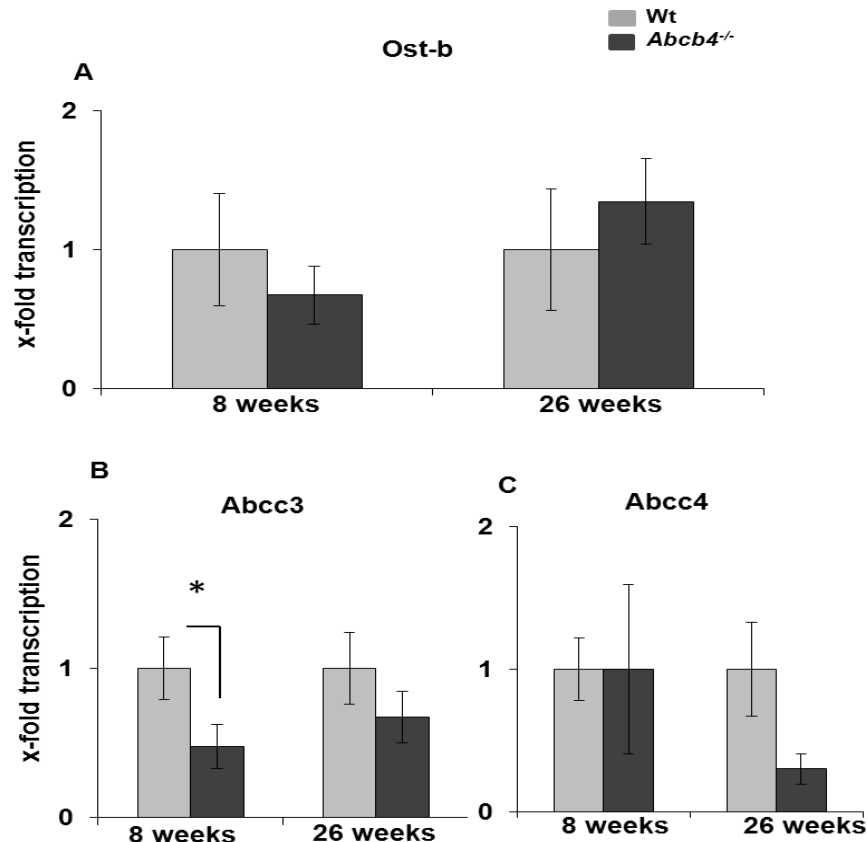 Wt
Abcb4-/-
Ost-b
A
2
1
0
x-fold transcription
8 weeks
26 weeks
B
Abcc3
2
1
0
x-fold transcription
*
8 weeks
26 weeks
C
Abcc4
2
1
0
8 weeks
26 weeks